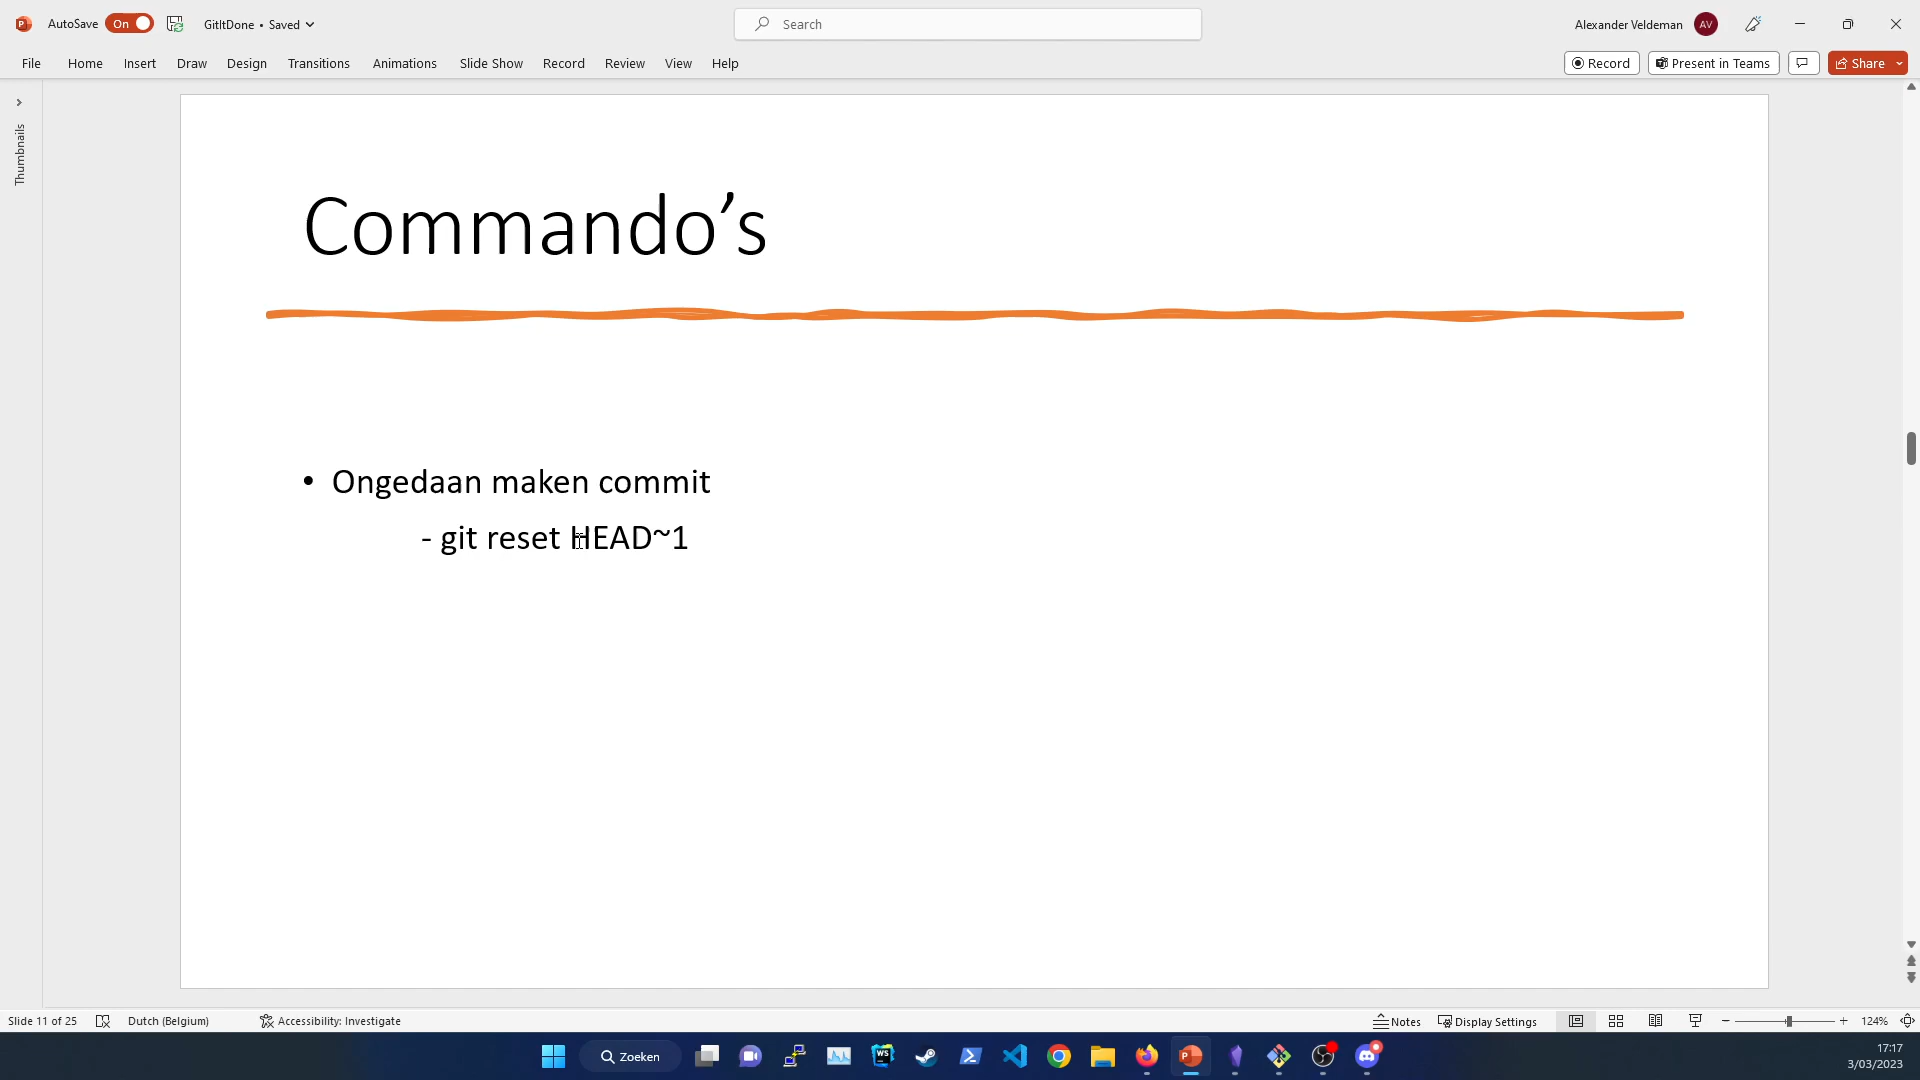 AutoSave On GitItDone • Saved Search Alexander Veldeman AV
File Home Insert Draw Design Transitions Animations Slide Show Record Review View Help Record Present in Teams Share
Thumbnails
Commando’s
• Ongedaan maken commit
- git reset HEAD~1
Slide 11 of 25 Dutch (Belgium) Accessibility: Investigate Notes Display Settings 124%
Zoeken WS 17:17
3/03/2023